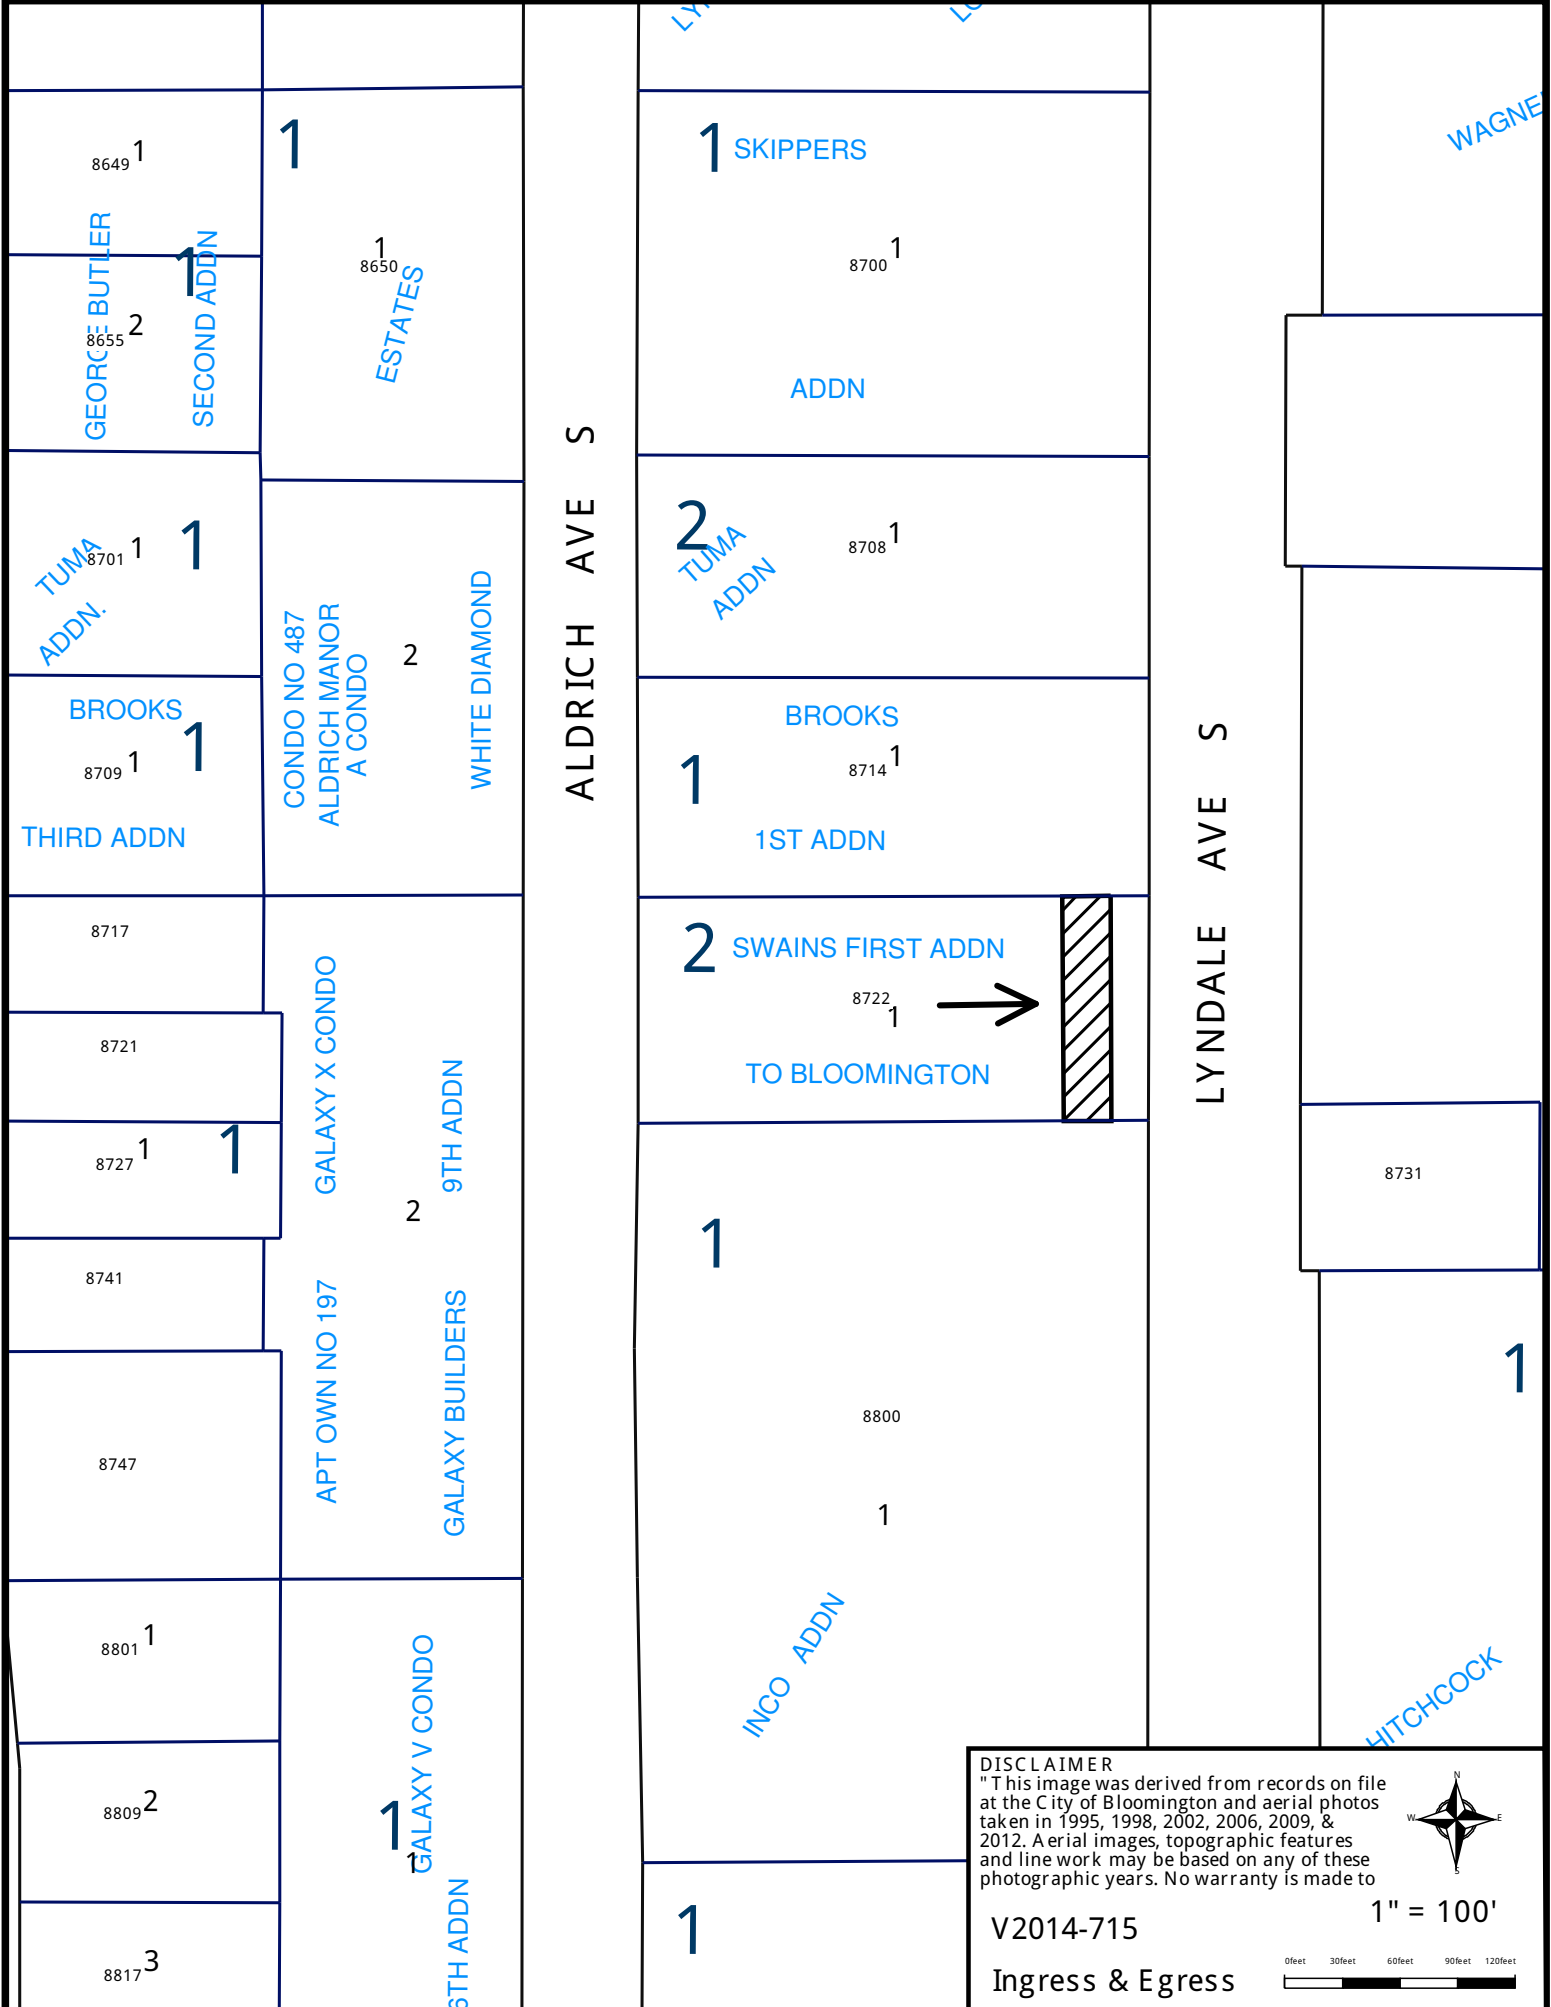 1
8649
1
GEORGE BUTLER
SECOND ADDN
1
8655
2
1
8650
ESTATES
TUMA
ADDN.
8701
1
1
BROOKS
8709
1
1
THIRD ADDN
CONDO NO 487
ALDRICH MANOR
A CONDO
2
WHITE DIAMOND
8717
8721
8727
1
1
8741
8747
GALAXY X CONDO
APT OWN NO 197
9TH ADDN
2
GALAXY BUILDERS
8801
1
8809
2
8817
3
GALAXY V CONDO
1
1
6TH ADDN
ALDRICH AVE S
1
SKIPPERS
8700
1
ADDN
2
TUMA
ADDN
8708
1
BROOKS
1
8714
1
1ST ADDN
2
SWAINS FIRST ADDN
8722
1
TO BLOOMINGTON
1
8800
1
INCO ADDN
1
LYNDALE AVE S
8731
1
HITCHCOCK
DISCLAIMER
"This image was derived from records on file
at the City of Bloomington and aerial photos
taken in 1995, 1998, 2002, 2006, 2009, &
2012. Aerial images, topographic features
and line work may be based on any of these
photographic years. No warranty is made to
N
W
E
S
1" = 100'
V2014-715
0feet 30feet 60feet 90feet 120feet
Ingress & Egress